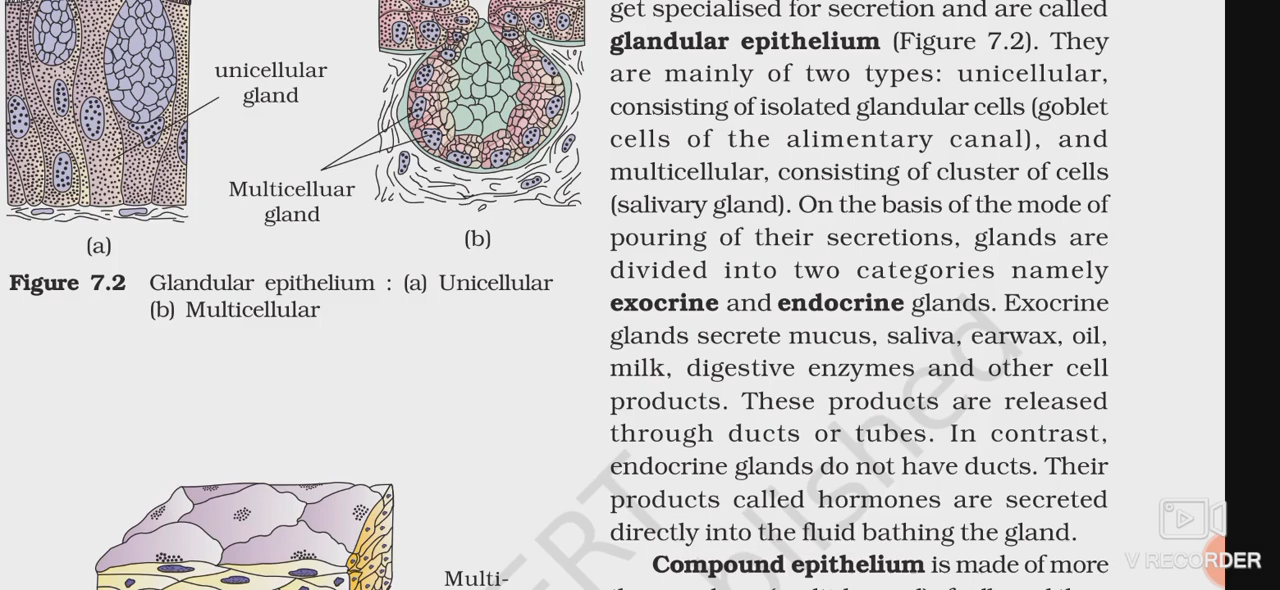 unicellular
gland
Multicelluar
gland
(a)
(b)
Figure 7.2 Glandular epithelium : (a) Unicellular
(b) Multicellular
Multi-
get specialised for secretion and are called
glandular epithelium (Figure 7.2). They
are mainly of two types: unicellular,
consisting of isolated glandular cells (goblet
cells of the alimentary canal), and
multicellular, consisting of cluster of cells
(salivary gland). On the basis of the mode of
pouring of their secretions, glands are
divided into two categories namely
exocrine and endocrine glands. Exocrine
glands secrete mucus, saliva, earwax, oil,
milk, digestive enzymes and other cell
products. These products are released
through ducts or tubes. In contrast,
endocrine glands do not have ducts. Their
products called hormones are secreted
directly into the fluid bathing the gland.
Compound epithelium is made of more
V RECORDER